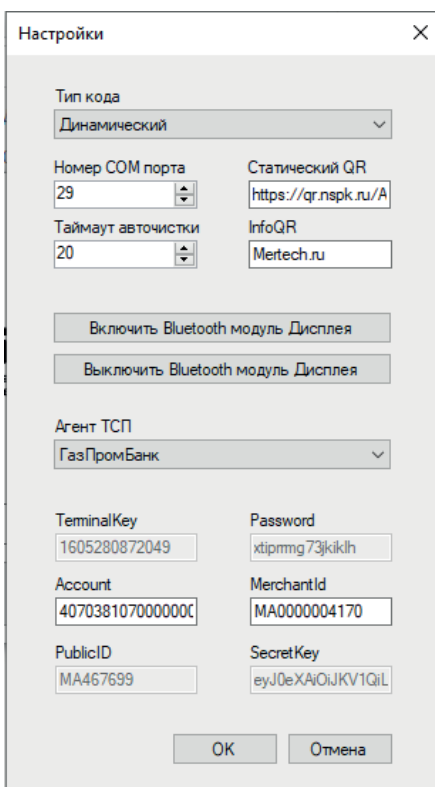 Настройки
Тип кода
Динамический
Номер COM порта
Статический QR
29
https://qr.nspk.ru/A
Таймаут авточистки
InfoQR
20
Mertech.ru
Включить Bluetooth модуль Дисплея
Выключить Bluetooth модуль Дисплея
Агент ТСП
ГазПромБанк
TerminalKey
Password
1605280872049
xtiprrmg73jkiklh
Account
MerchantId
4070381070000000
MA0000004170
PublicID
SecretKey
MA467699
eyJ0eXAiOiJKV1QiL
OK
Отмена